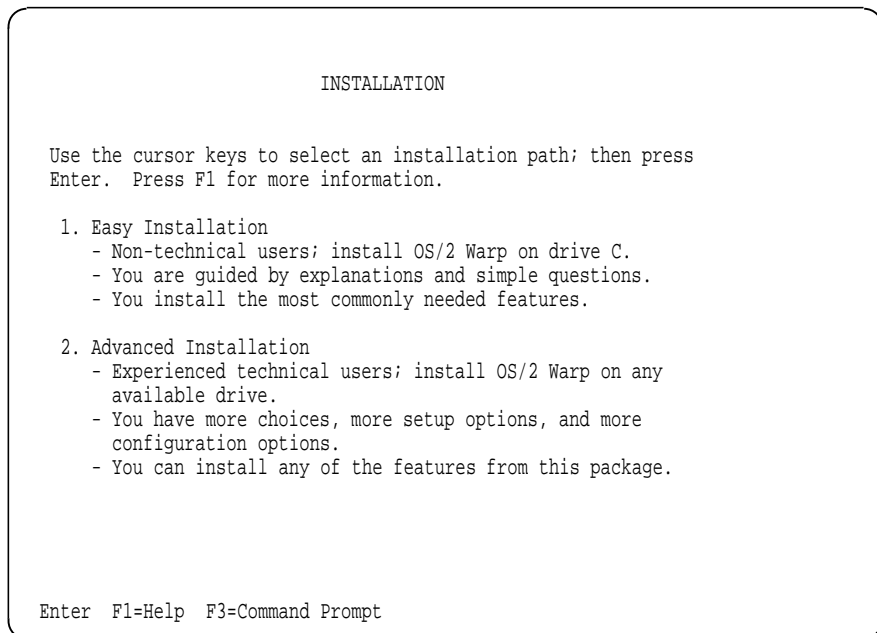 INSTALLATION
Use the cursor keys to select an installation path; then press
Enter.  Press F1 for more information.
1. Easy Installation
- Non-technical users; install OS/2 Warp on drive C.
- You are guided by explanations and simple questions.
- You install the most commonly needed features.
2. Advanced Installation
- Experienced technical users; install OS/2 Warp on any
available drive.
- You have more choices, more setup options, and more
configuration options.
- You can install any of the features from this package.
Enter  F1=Help  F3=Command Prompt